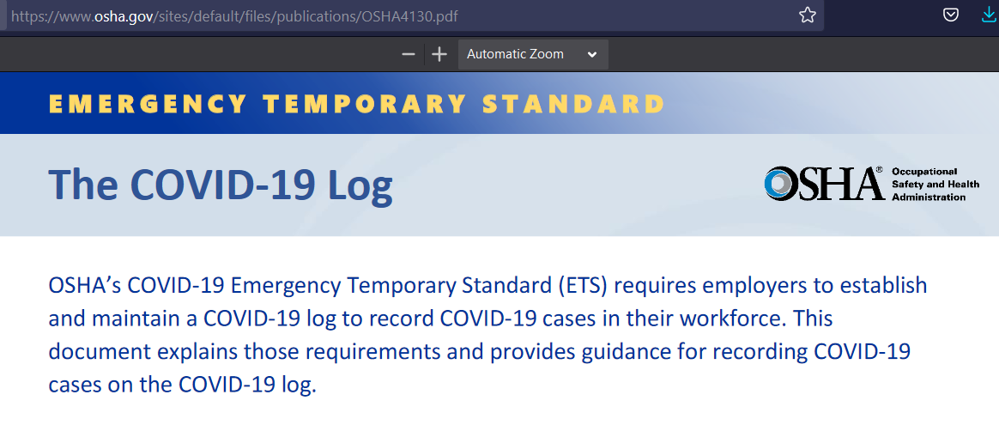 https://www.osha.gov/sites/default/files/publications/OSHA4130.pdf
Automatic Zoom
EMERGENCY TEMPORARY STANDARD
The COVID-19 Log
OSHA® Occupational
Safety and Health
Administration
OSHA’s COVID-19 Emergency Temporary Standard (ETS) requires employers to establish
and maintain a COVID-19 log to record COVID-19 cases in their workforce. This
document explains those requirements and provides guidance for recording COVID-19
cases on the COVID-19 log.